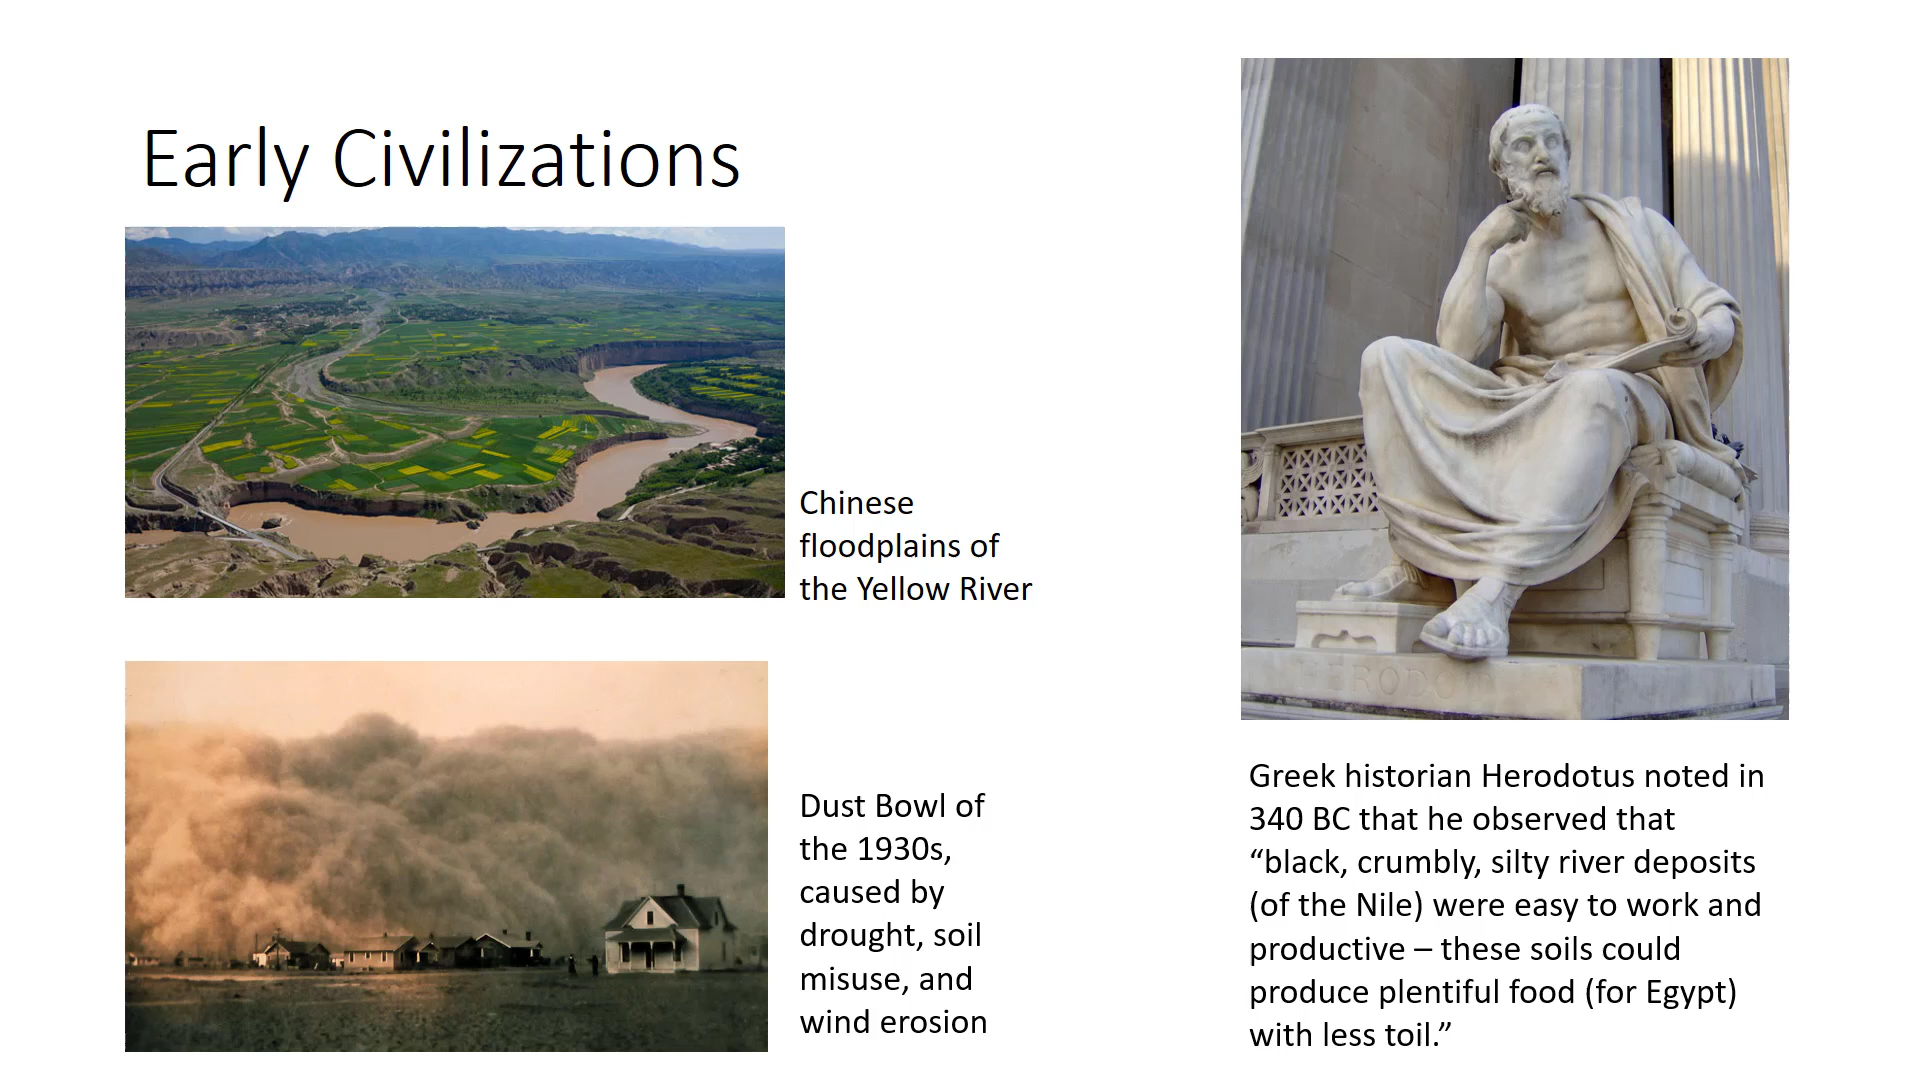 Early Civilizations
Chinese
floodplains of
the Yellow River
Dust Bowl of
the 1930s,
caused by
drought, soil
misuse, and
wind erosion
HERODO
Greek historian Herodotus noted in
340 BC that he observed that
“black, crumbly, silty river deposits
(of the Nile) were easy to work and
productive – these soils could
produce plentiful food (for Egypt)
with less toil.”